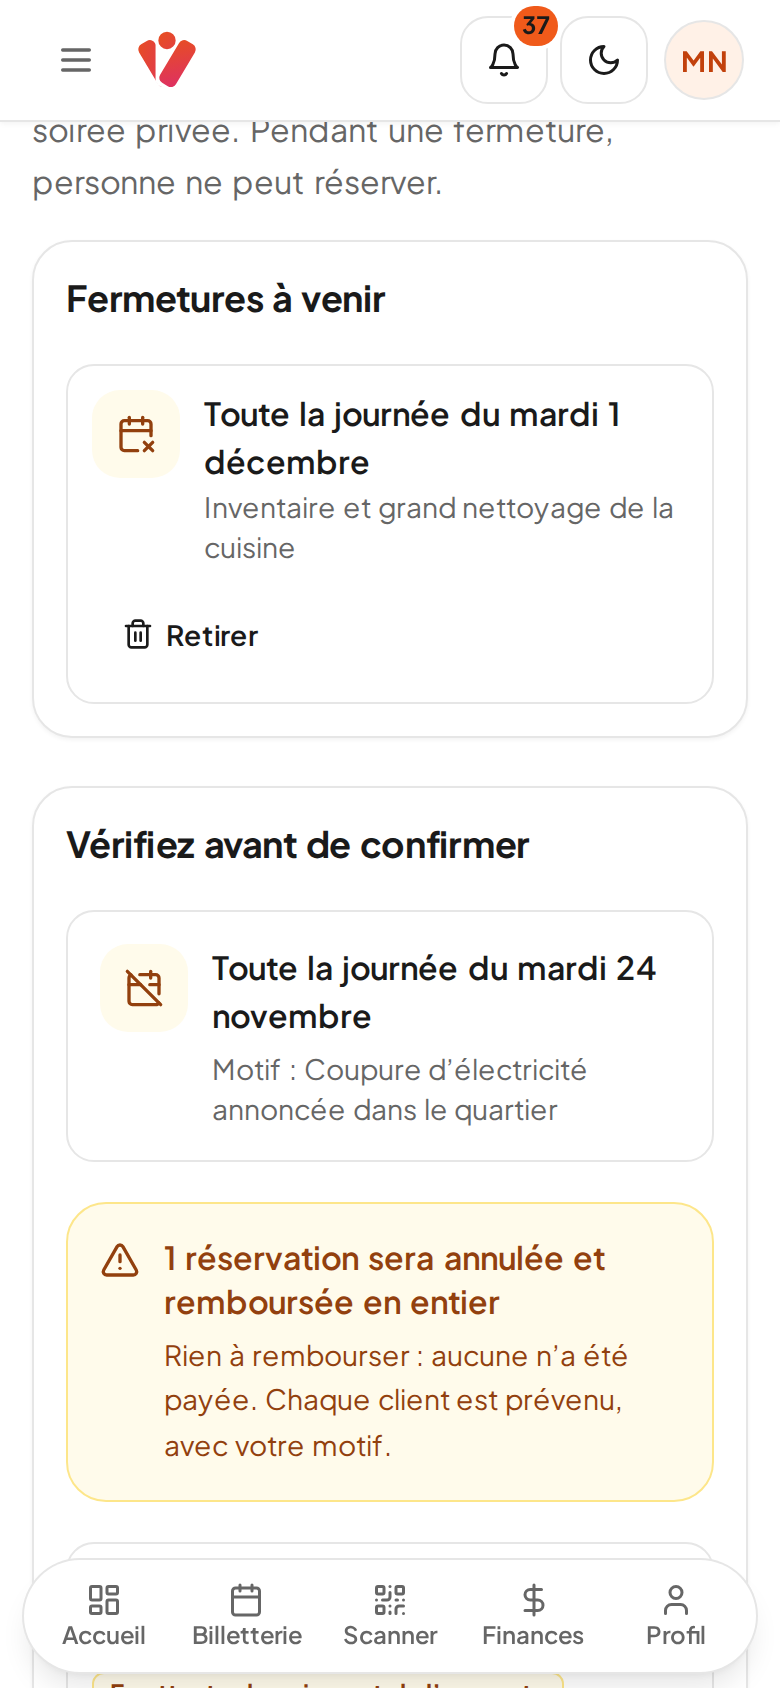 37
MN
soirée privée. Pendant une fermeture,
personne ne peut réserver.
Fermetures à venir
Toute la journée du mardi 1
décembre
Inventaire et grand nettoyage de la
cuisine
Retirer
Vérifiez avant de confirmer
Toute la journée du mardi 24
novembre
Motif : Coupure d’électricité
annoncée dans le quartier
1 réservation sera annulée et
remboursée en entier
Rien à rembourser : aucune n’a été
payée. Chaque client est prévenu,
avec votre motif.
Accueil
Billetterie
Scanner
Finances
Profil